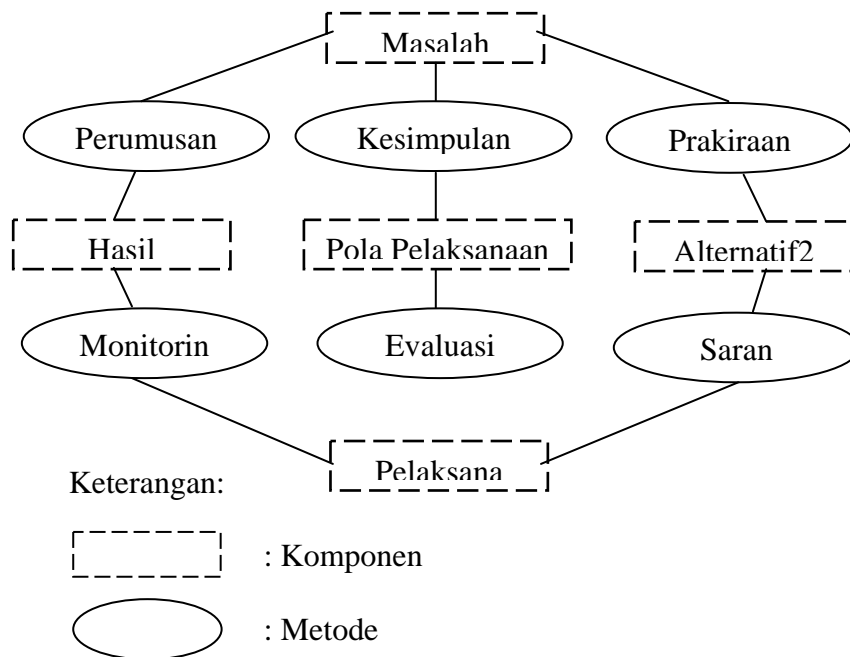 Masalah
Perumusan
Kesimpulan
Prakiraan
Hasil
Pola Pelaksanaan
Alternatif2
Monitorin
Evaluasi
Saran
Pelaksana
Keterangan:
: Komponen
: Metode